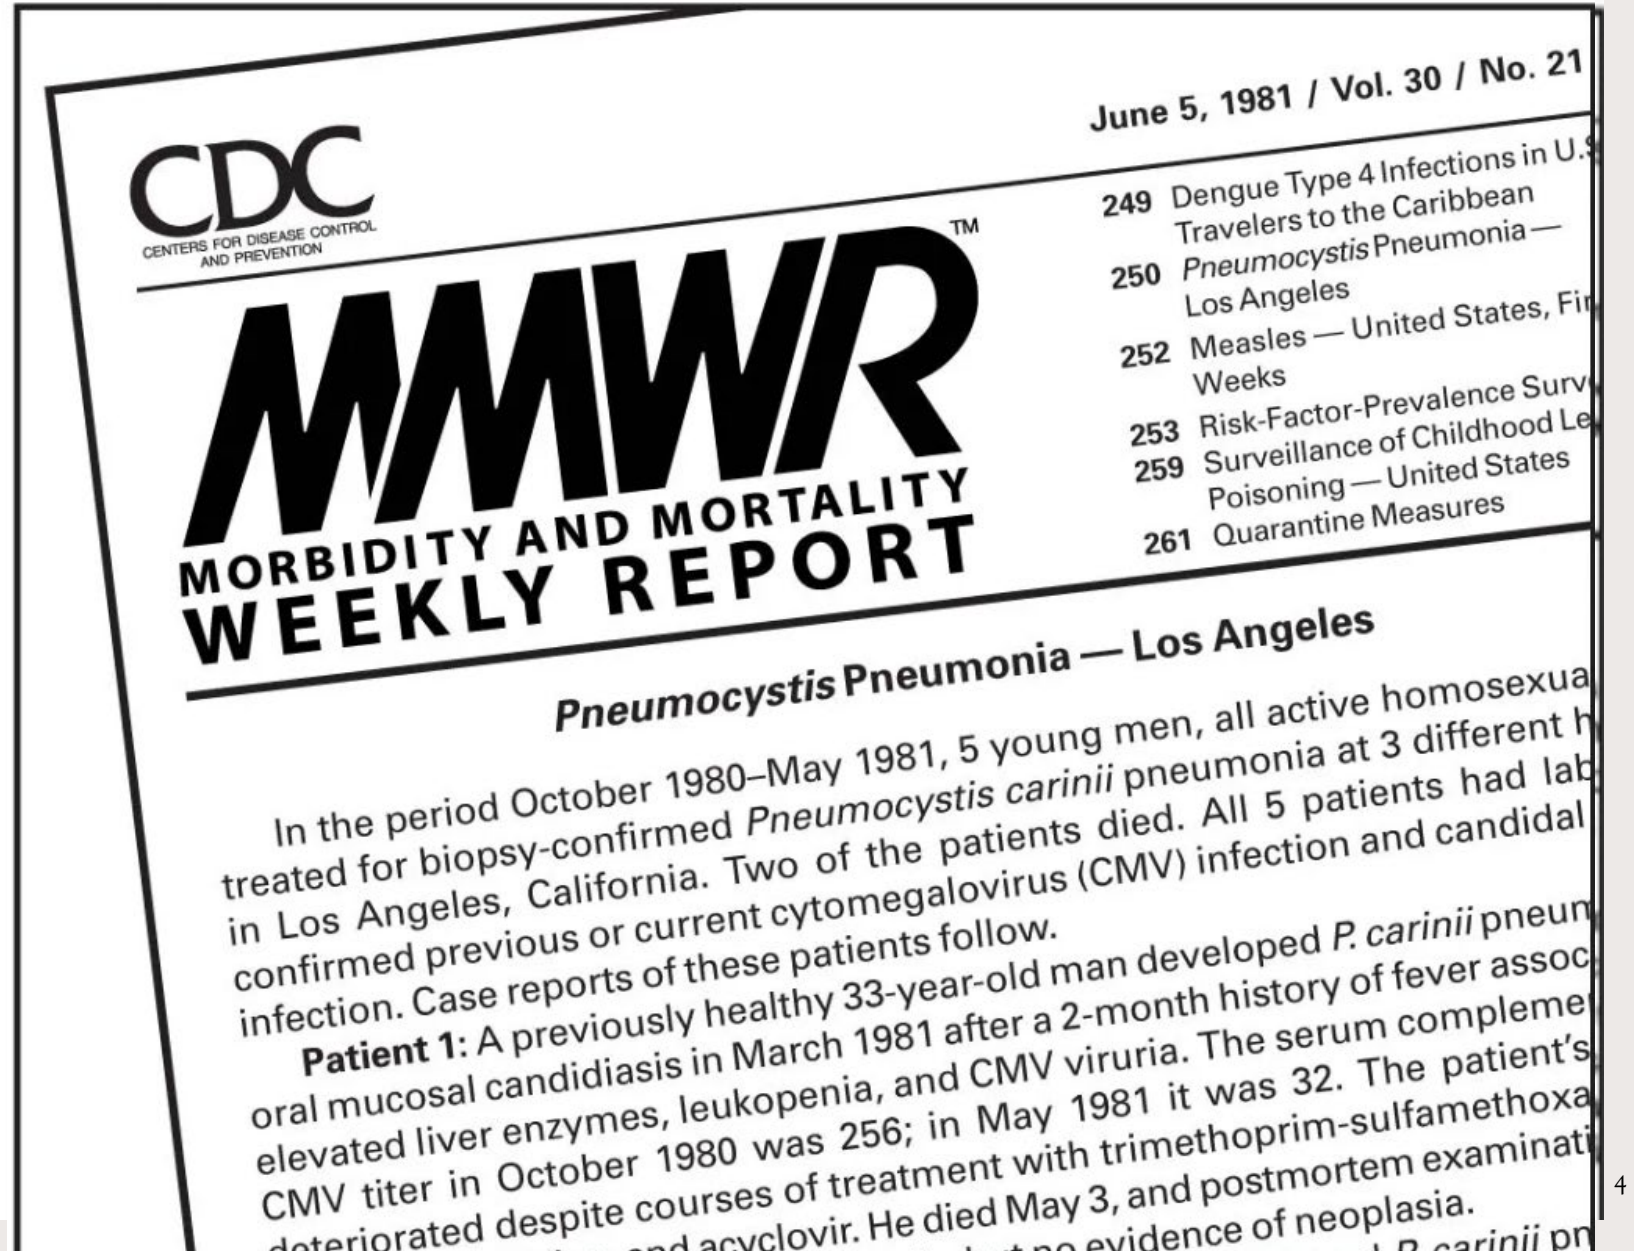 June 5, 1981 / Vol. 30 / No. 21
CDC
CENTERS FOR DISEASE CONTROL
AND PREVENTION
MMWR™
MORBIDITY AND MORTALITY
WEEKLY REPORT
249 Dengue Type 4 Infections in U.S
Travelers to the Caribbean
250 Pneumocystis Pneumonia —
Los Angeles
252 Measles — United States, Fir
Weeks
253 Risk-Factor-Prevalence Surv
259 Surveillance of Childhood Le
Poisoning — United States
261 Quarantine Measures
Pneumocystis Pneumonia — Los Angeles
In the period October 1980–May 1981, 5 young men, all active homosexua
treated for biopsy-confirmed Pneumocystis carinii pneumonia at 3 different h
in Los Angeles, California. Two of the patients died. All 5 patients had lab
confirmed previous or current cytomegalovirus (CMV) infection and candidal
infection. Case reports of these patients follow.
Patient 1: A previously healthy 33-year-old man developed P. carinii pneum
oral mucosal candidiasis in March 1981 after a 2-month history of fever assoc
elevated liver enzymes, leukopenia, and CMV viruria. The serum compleme
CMV titer in October 1980 was 256; in May 1981 it was 32. The patient's
deteriorated despite courses of treatment with trimethoprim-sulfamethoxa
and acyclovir. He died May 3, and postmortem examinati
no evidence of neoplasia.
P. carinii pn
4